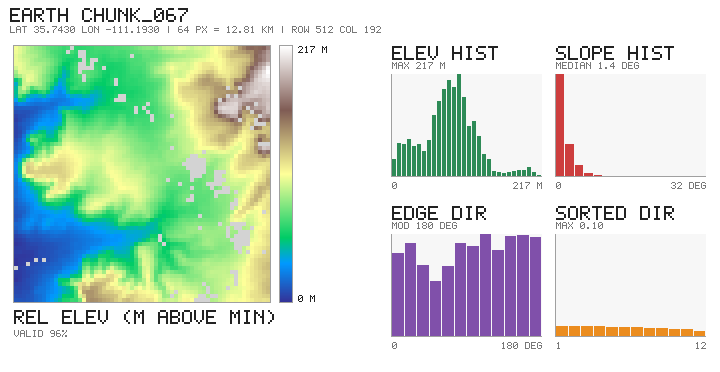 EARTH CHUNK_067
LAT 35.7430 LON -111.1930 | 64 PX = 12.81 KM | ROW 512 COL 192
217 M
0 M
REL ELEV (M ABOVE MIN)
VALID 96%
ELEV HIST
MAX 217 M
0 217 M
SLOPE HIST
MEDIAN 1.4 DEG
0 32 DEG
EDGE DIR
MOD 180 DEG
0 180 DEG
SORTED DIR
MAX 0.10
1 12